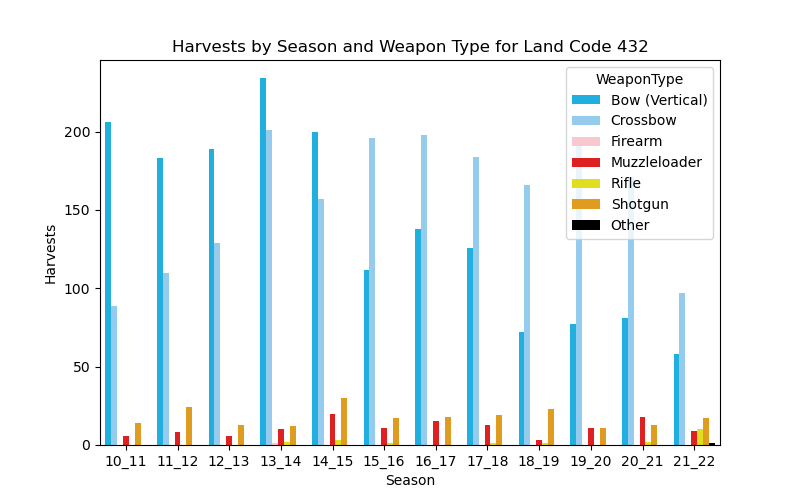 Harvests by Season and Weapon Type for Land Code 432
WeaponType
Bow (Vertical)
Crossbow
Firearm
Muzzleloader
Rifle
Shotgun
Other
Harvests
200
150
100
50
0
10_11 11_12 12_13 13_14 14_15 15_16 16_17 17_18 18_19 19_20 20_21 21_22
Season